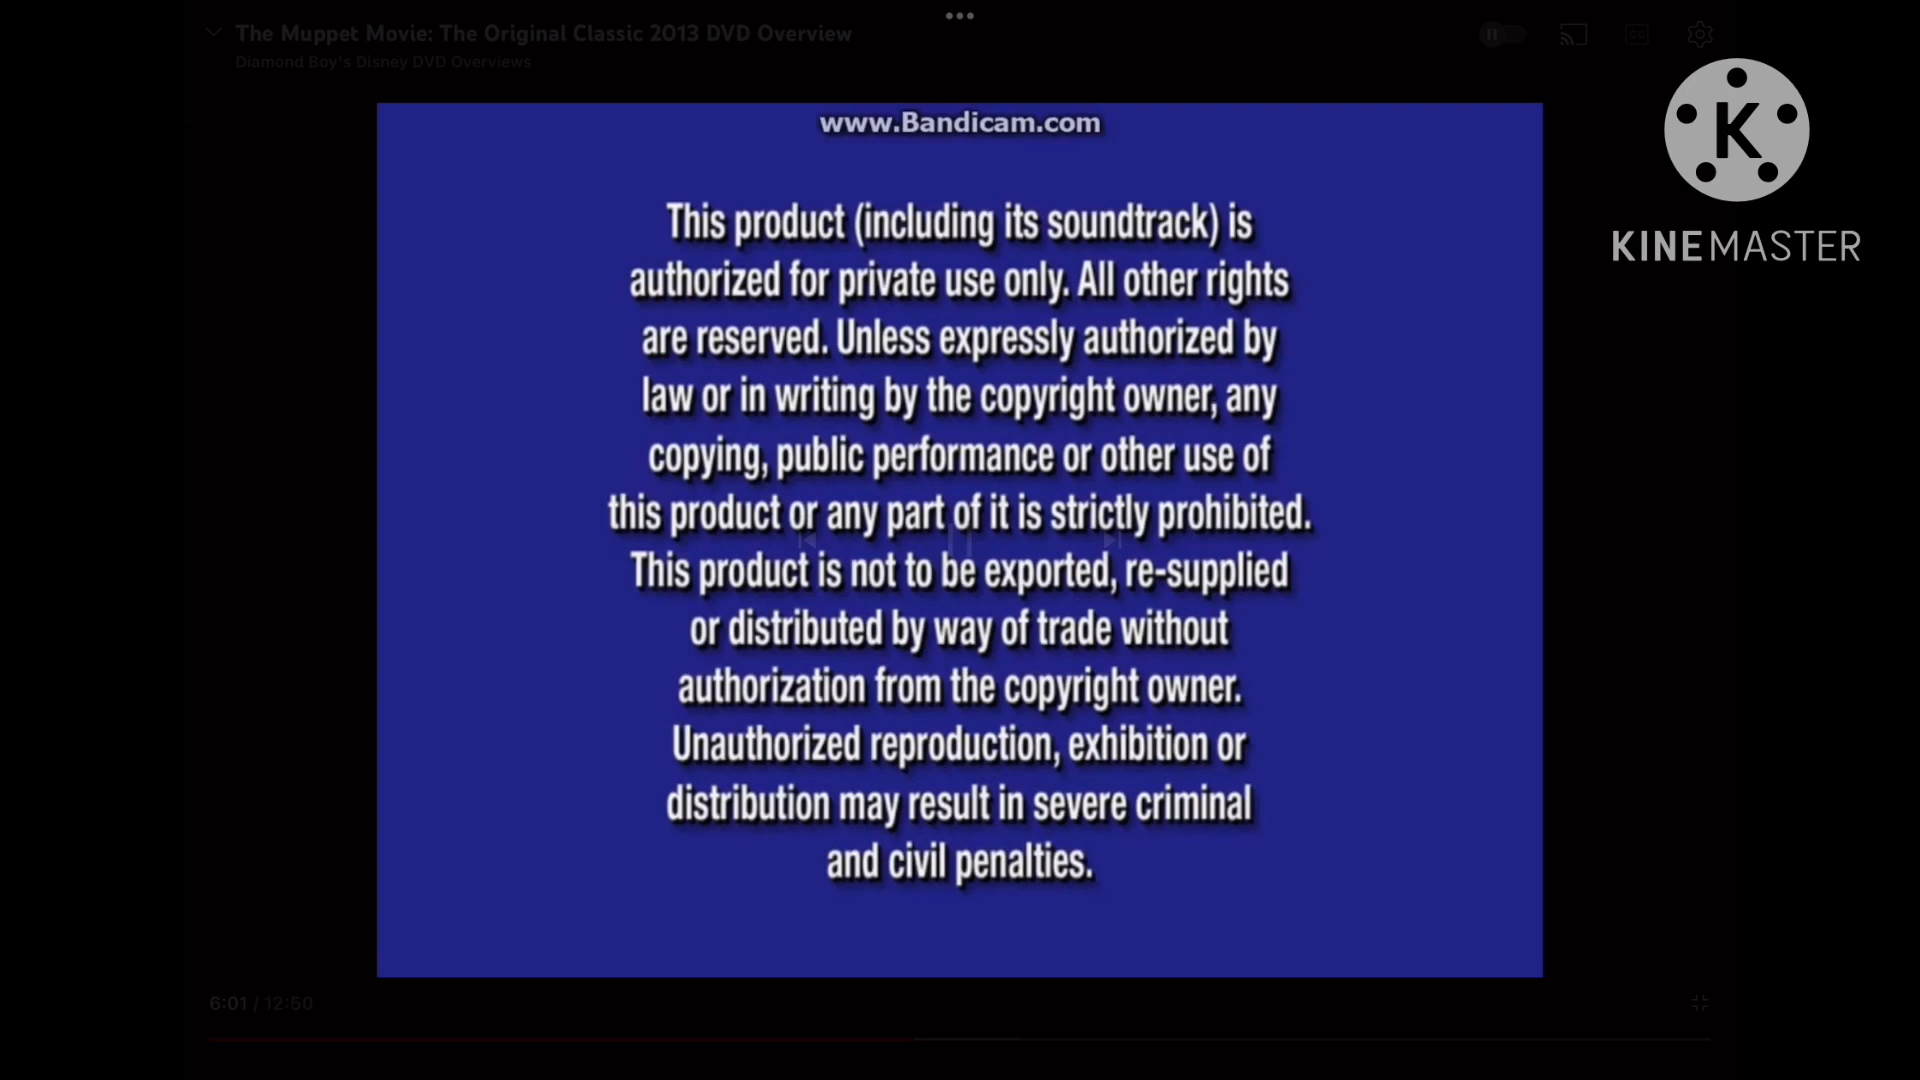 The Muppet Movie: The Original Classic 2013 DVD Overview
Diamond Boy's Disney DVD Overviews
CC
www.Bandicam.com
K
KINEMASTER
This product (including its soundtrack) is
authorized for private use only. All other rights
are reserved. Unless expressly authorized by
law or in writing by the copyright owner, any
copying, public performance or other use of
this product or any part of it is strictly prohibited.
This product is not to be exported, re-supplied
or distributed by way of trade without
authorization from the copyright owner.
Unauthorized reproduction, exhibition or
distribution may result in severe criminal
and civil penalties.
6:01 / 12:50